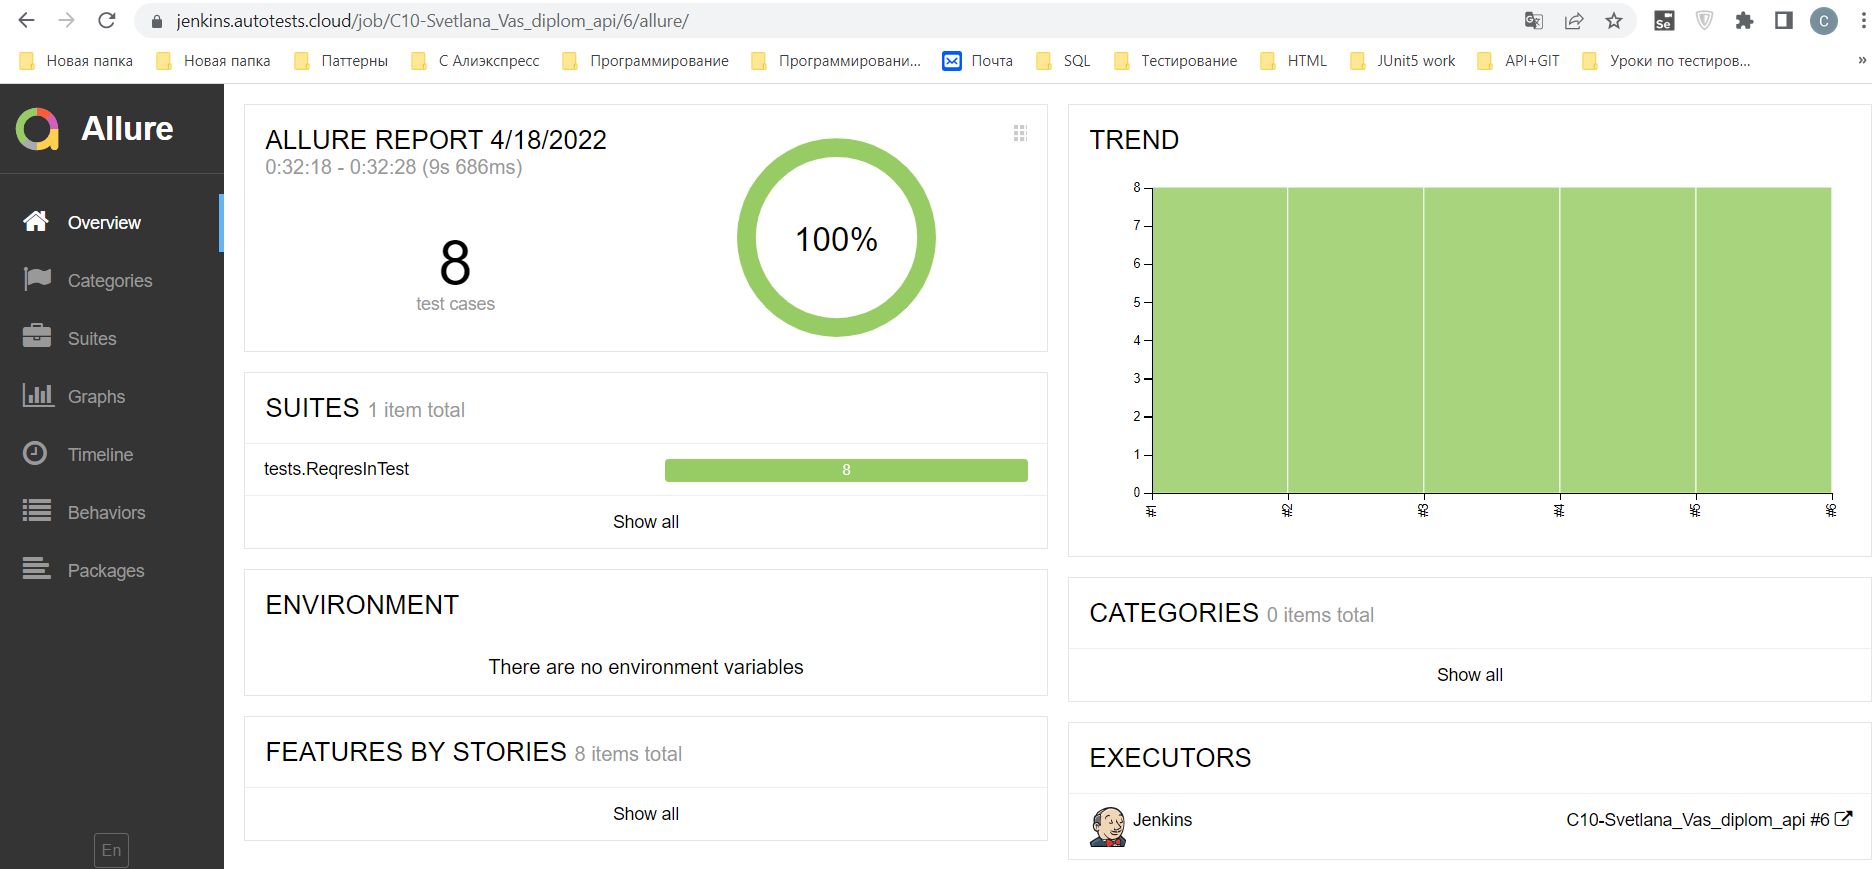 jenkins.autotests.cloud/job/C10-Svetlana_Vas_diplom_api/6/allure/
Se
C
Новая папка
Новая папка
Паттерны
С Алиэкспресс
Программирование
Программировани...
Почта
SQL
Тестирование
HTML
JUnit5 work
API+GIT
Уроки по тестиров...
»
Allure
Overview
Categories
Suites
Graphs
Timeline
Behaviors
Packages
En
ALLURE REPORT 4/18/2022
0:32:18 - 0:32:28 (9s 686ms)
8
test cases
100%
SUITES 1 item total
tests.ReqresInTest
8
Show all
ENVIRONMENT
There are no environment variables
FEATURES BY STORIES 8 items total
Show all
TREND
8
7
6
5
4
3
2
1
0
#1
#2
#3
#4
#5
#6
CATEGORIES 0 items total
Show all
EXECUTORS
Jenkins
C10-Svetlana_Vas_diplom_api #6